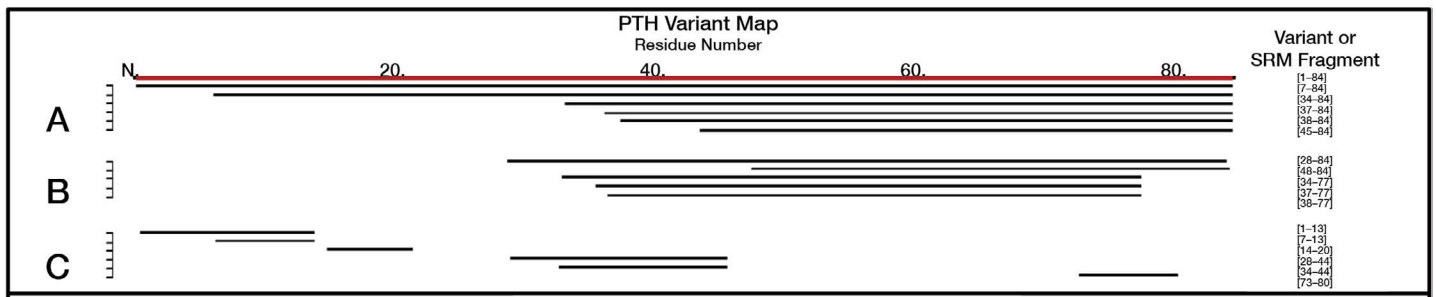 PTH Variant Map
Residue Number
Variant or
SRM Fragment
N. 20. 40. 60. 80.
A
[1–84]
[7–84]
[34–84]
[37–84]
[38–84]
[45–84]
B
[28–84]
[48-84]
[34–77]
[37–77]
[38–77]
C
[1–13]
[7–13]
[14–20]
[28–44]
[34–44]
[73–80]